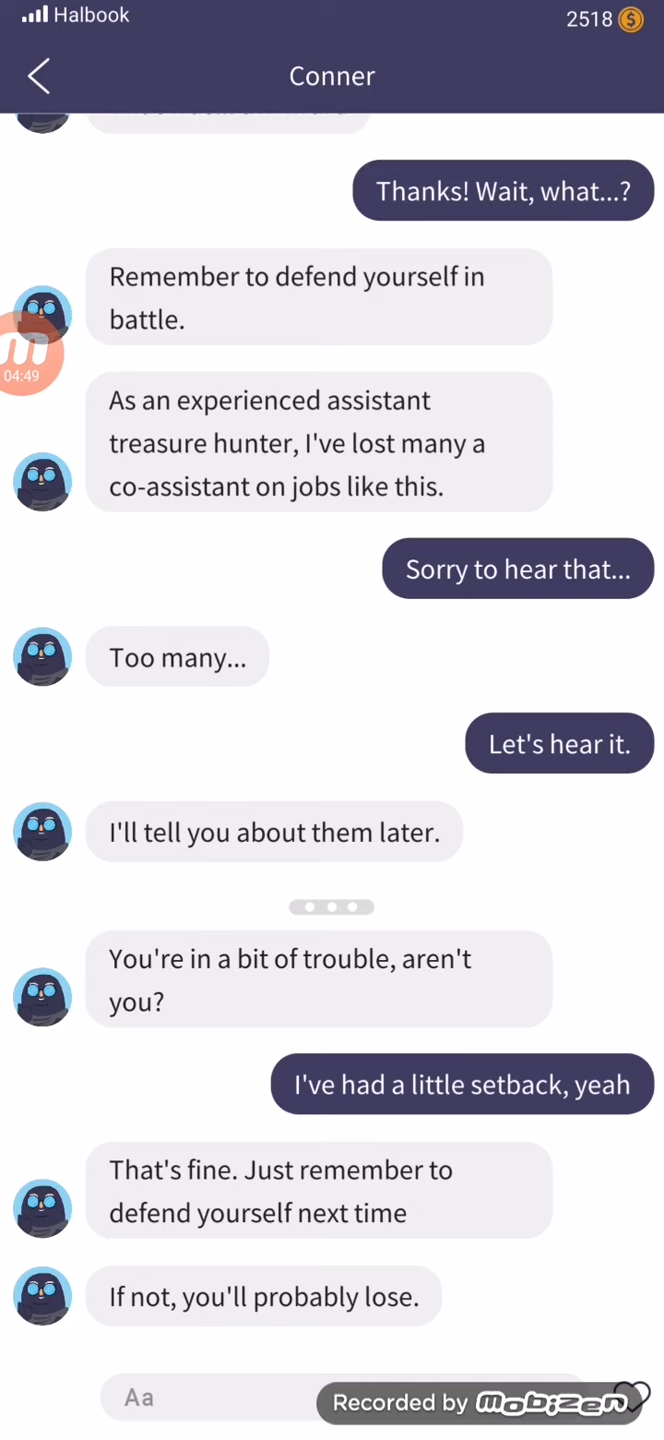 Halbook
2518
Conner
Thanks! Wait, what...?
Remember to defend yourself in
battle.
04:49
As an experienced assistant
treasure hunter, I've lost many a
co-assistant on jobs like this.
Sorry to hear that...
Too many...
Let's hear it.
I'll tell you about them later.
You're in a bit of trouble, aren't
you?
I've had a little setback, yeah
That's fine. Just remember to
defend yourself next time
If not, you'll probably lose.
Aa
Recorded by mobizen